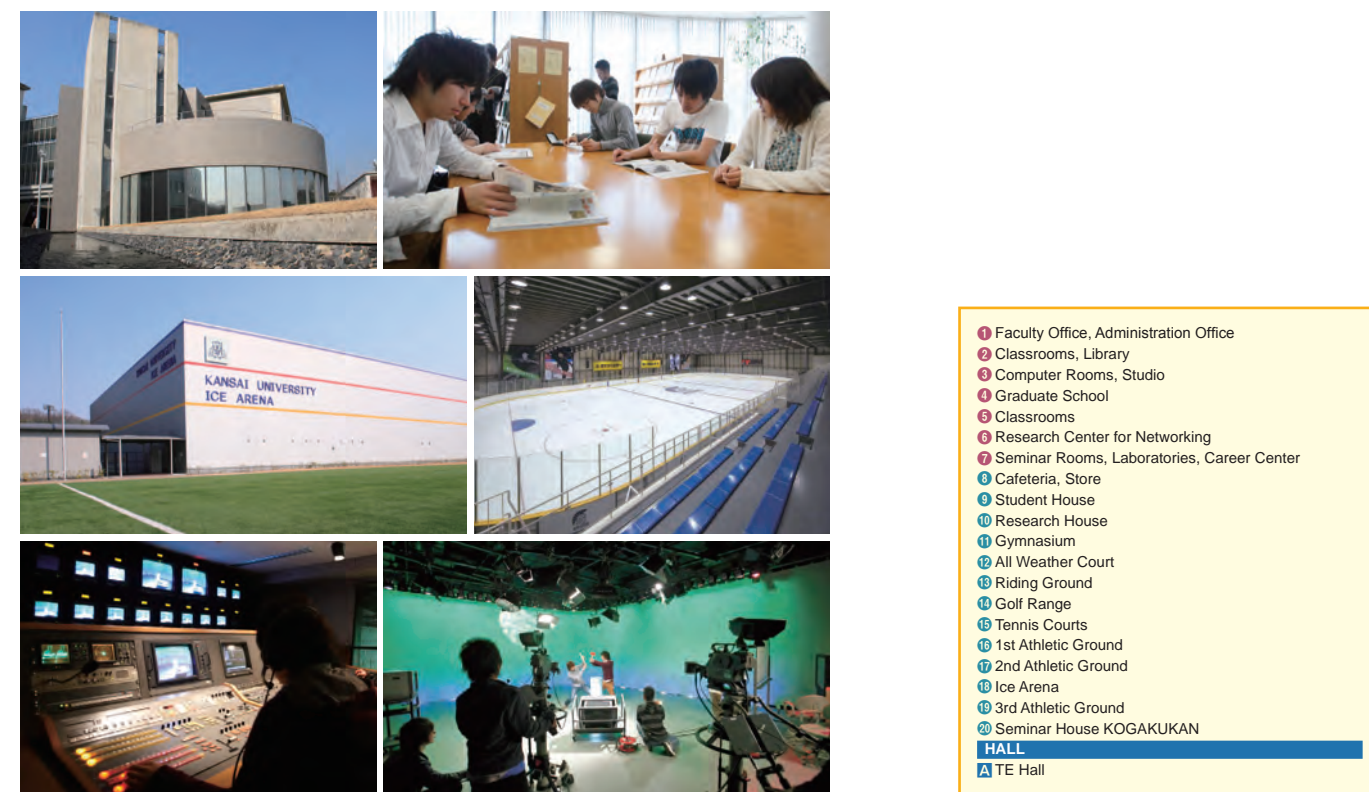 KANSAI UNIVERSITY
ICE ARENA
KANSAI UNIVERSITY
ICE ARENA
1 Faculty Office, Administration Office
2 Classrooms, Library
3 Computer Rooms, Studio
4 Graduate School
5 Classrooms
6 Research Center for Networking
7 Seminar Rooms, Laboratories, Career Center
8 Cafeteria, Store
9 Student House
10 Research House
11 Gymnasium
12 All Weather Court
13 Riding Ground
14 Golf Range
15 Tennis Courts
16 1st Athletic Ground
17 2nd Athletic Ground
18 Ice Arena
19 3rd Athletic Ground
20 Seminar House KOGAKUKAN
HALL
A TE Hall